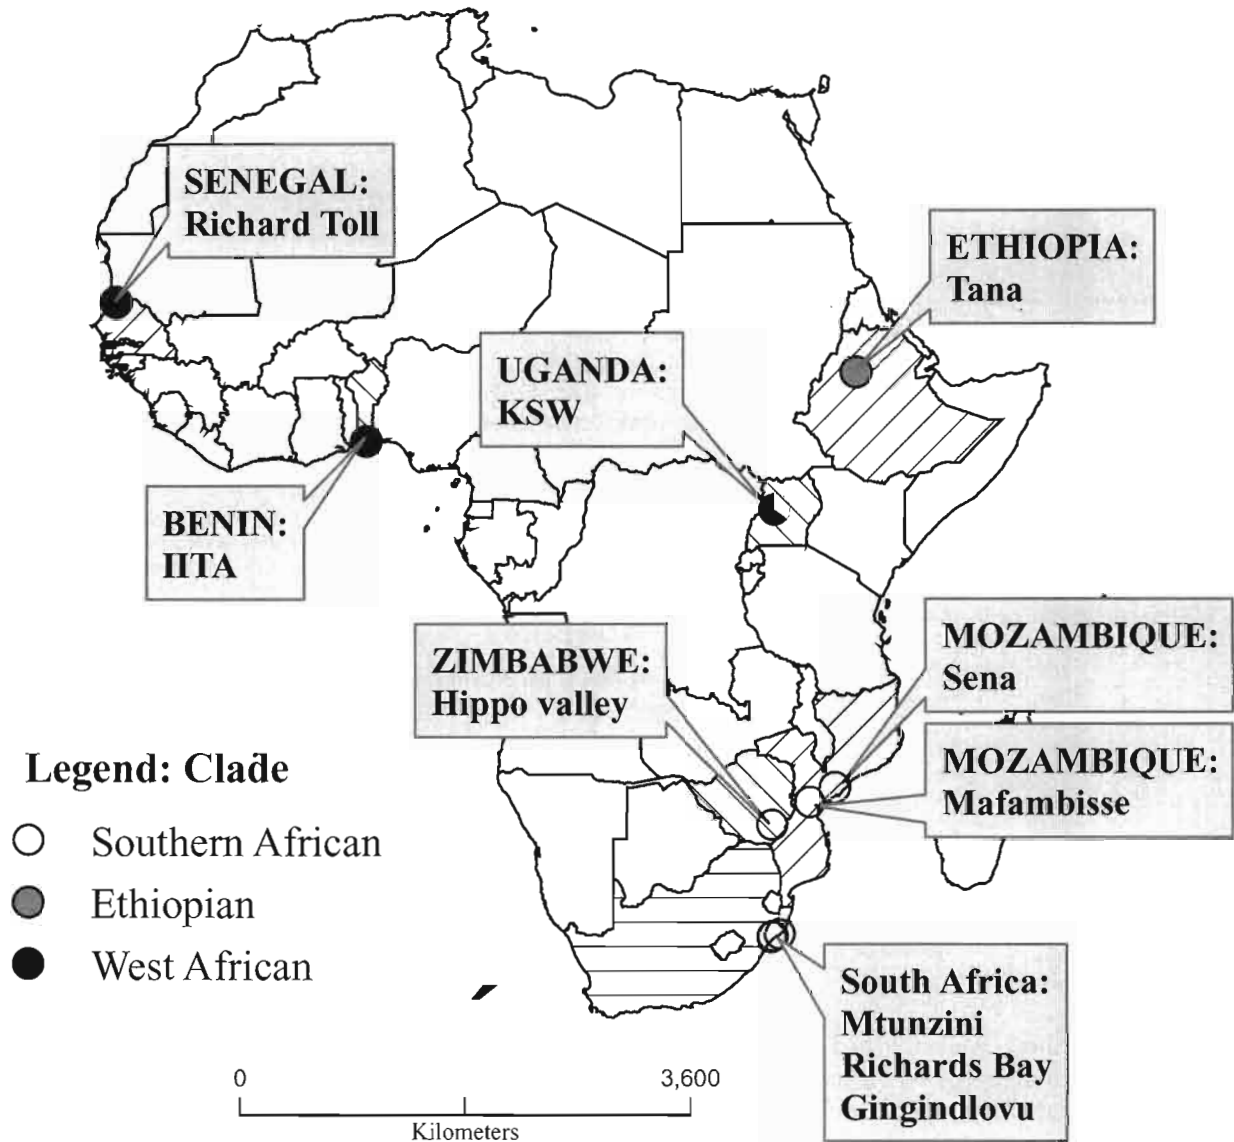 SENEGAL:
Richard Toll
ETHIOPIA:
Tana
UGANDA:
KSW
BENIN:
IITA
MOZAMBIQUE:
Sena
ZIMBABWE:
Hippo valley
MOZAMBIQUE:
Mafambisse
Legend: Clade
Southern African
Ethiopian
West African
South Africa:
Mtunzini
Richards Bay
Gingindlovu
0 3,600
Kilometers